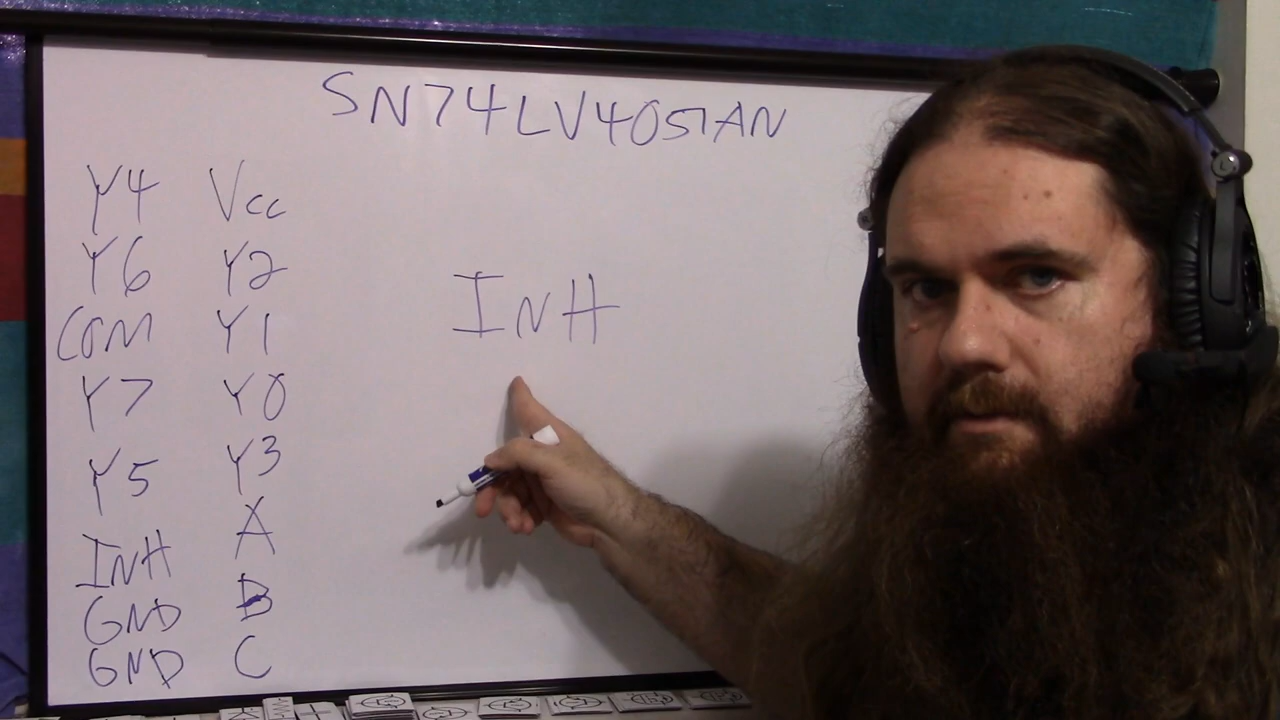 SN74LV4051AN
Y4 Vcc
Y6 Y2
COM Y1
INH
Y7 Y0
Y5 Y3
INH A
GND B
GND C